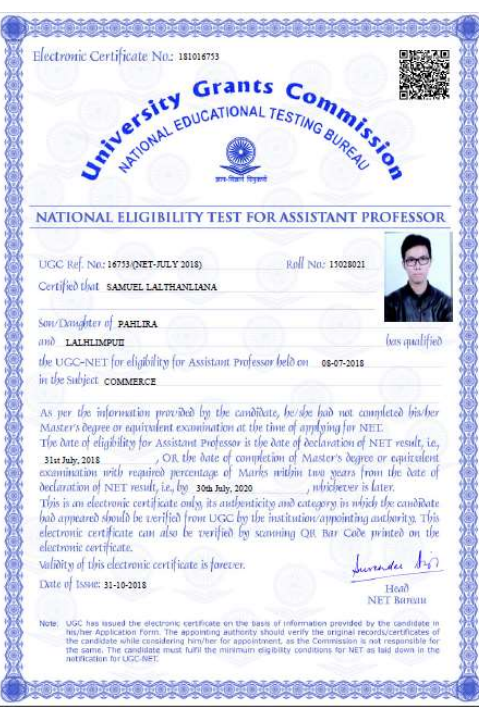 Electronic Certificate No.: 181016753
University Grants Commission
NATIONAL EDUCATIONAL TESTING BUREAU
ज्ञान-विज्ञानं विमुक्तये
NATIONAL ELIGIBILITY TEST FOR ASSISTANT PROFESSOR
UGC Ref. No.: 16753/(NET-JULY 2018) Roll No.: 15028021
Certified that SAMUEL LALTHANLIANA
Son/Daughter of PAHLIRA
and LALHLIMPUII has qualified
the UGC-NET for eligibility for Assistant Professor held on 08-07-2018
in the Subject COMMERCE
As per the information provided by the candidate, he/she had not completed his/her
Master's degree or equivalent examination at the time of applying for NET.
The date of eligibility for Assistant Professor is the date of declaration of NET result, i.e.,
31st July, 2018 , OR the date of completion of Master's degree or equivalent
examination with required percentage of Marks within two years from the date of
declaration of NET result, i.e., by 30th July, 2020 , whichever is later.
This is an electronic certificate only, its authenticity and category in which the candidate
had appeared should be verified from UGC by the institution/appointing authority. This
electronic certificate can also be verified by scanning QR Bar Code printed on the
electronic certificate.
Validity of this electronic certificate is forever.
Date of Issue: 31-10-2018
Head
NET Bureau
Note: UGC has issued the electronic certificate on the basis of information provided by the candidate in
his/her Application Form. The appointing authority should verify the original records/certificates of
the candidate while considering him/her for appointment, as the Commission is not responsible for
the same. The candidate must fulfil the minimum eligibility conditions for NET as laid down in the
notification for UGC-NET.